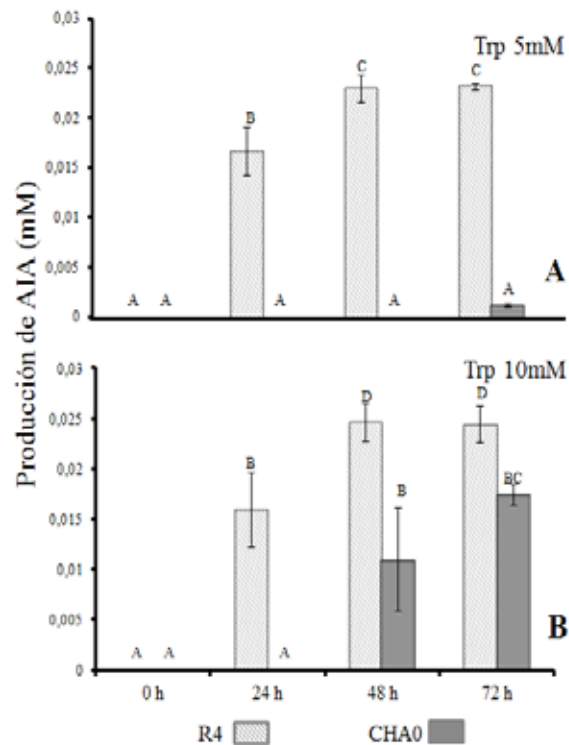 Producción de AIA (mM)
0,03
0,025
0,02
0,015
0,01
0,005
0
Trp 5mM
A A
B A
C A
C A
A
0,03
0,025
0,02
0,015
0,01
0,005
0
Trp 10mM
A A
B A
D B
D BC
B
0 h 24 h 48 h 72 h
R4 CHA0